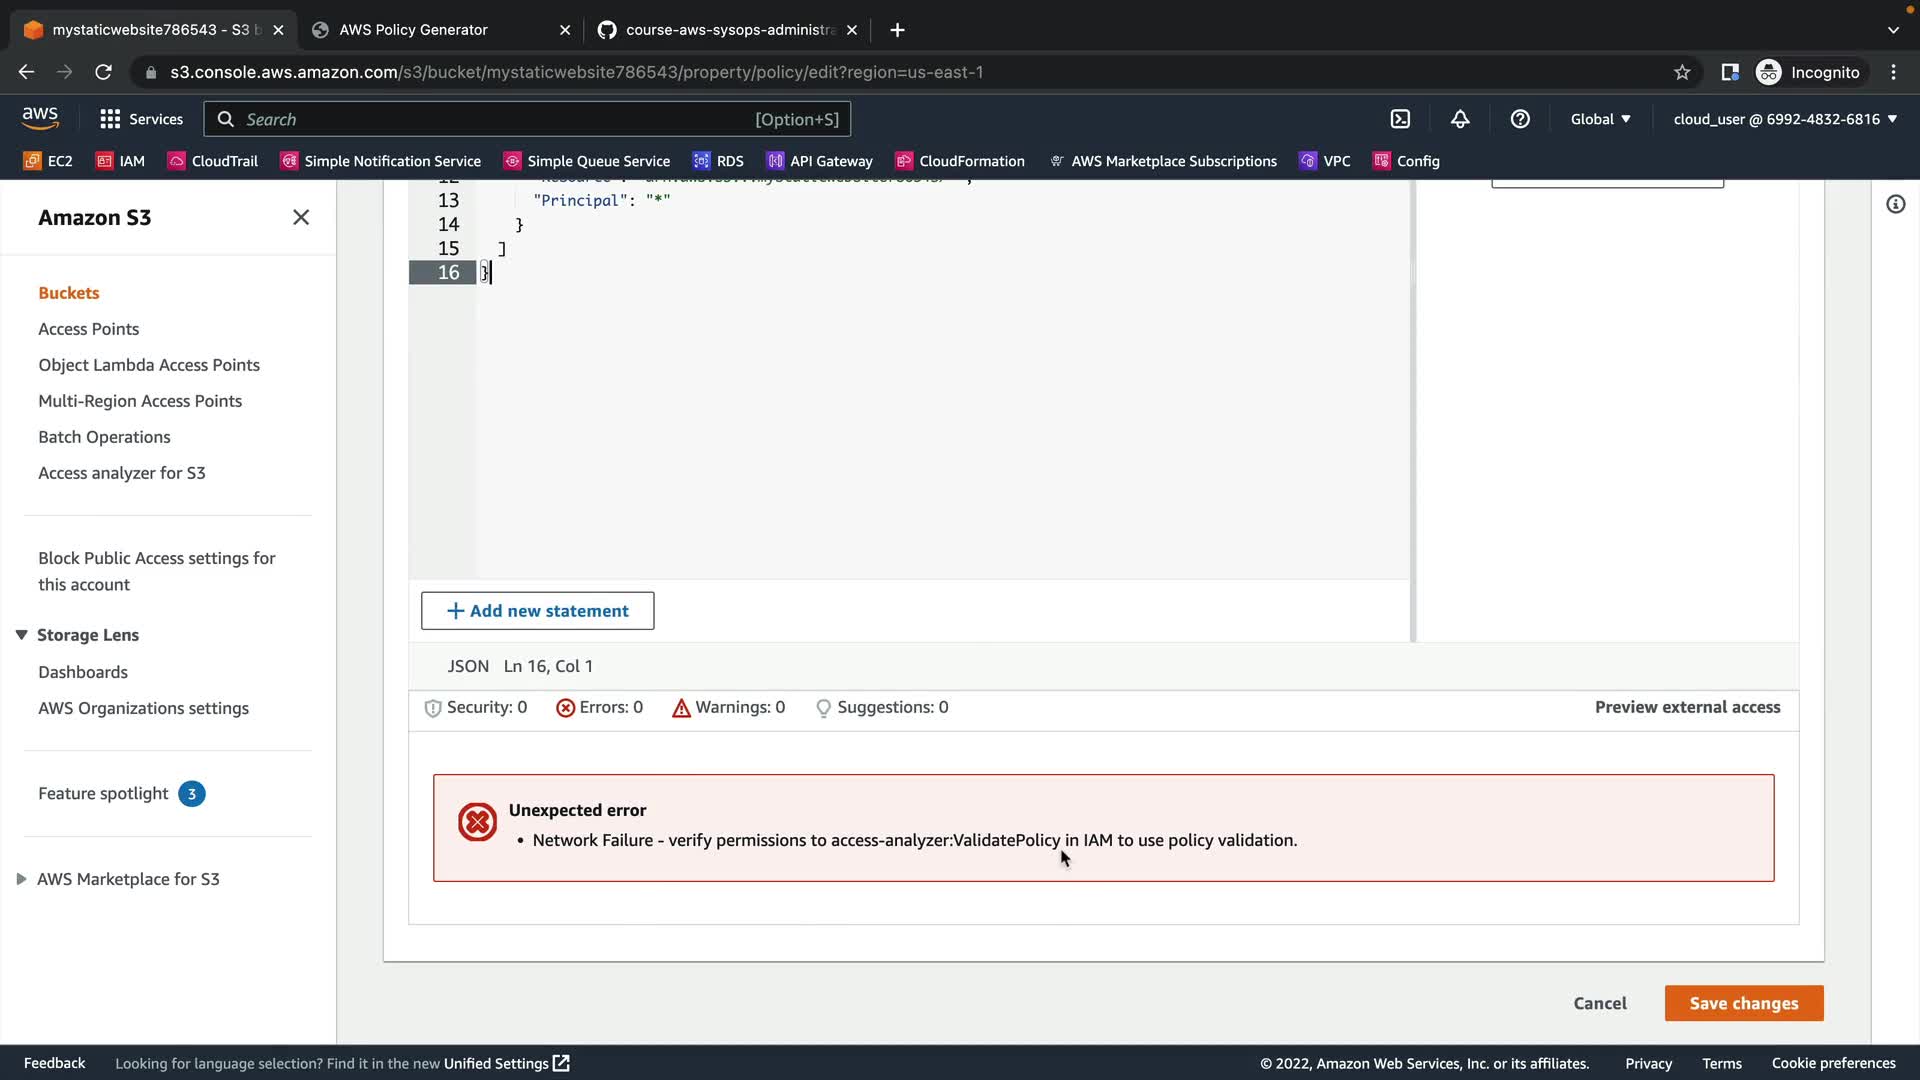 mystaticwebsite786543 - S3 b
AWS Policy Generator
course-aws-sysops-administra
s3.console.aws.amazon.com/s3/bucket/mystaticwebsite786543/property/policy/edit?region=us-east-1
Incognito
aws
Services
Search
[Option+S]
Global
cloud_user @ 6992-4832-6816
EC2
IAM
CloudTrail
Simple Notification Service
Simple Queue Service
RDS
API Gateway
CloudFormation
AWS Marketplace Subscriptions
VPC
Config
Amazon S3
Buckets
Access Points
Object Lambda Access Points
Multi-Region Access Points
Batch Operations
Access analyzer for S3
Block Public Access settings for
this account
Storage Lens
Dashboards
AWS Organizations settings
Feature spotlight 3
AWS Marketplace for S3
13 "Principal": "*"
14 }
15 ]
16 }
+ Add new statement
JSON Ln 16, Col 1
Security: 0
Errors: 0
Warnings: 0
Suggestions: 0
Preview external access
Unexpected error
• Network Failure - verify permissions to access-analyzer:ValidatePolicy in IAM to use policy validation.
Cancel
Save changes
Feedback
Looking for language selection? Find it in the new Unified Settings
© 2022, Amazon Web Services, Inc. or its affiliates.
Privacy
Terms
Cookie preferences